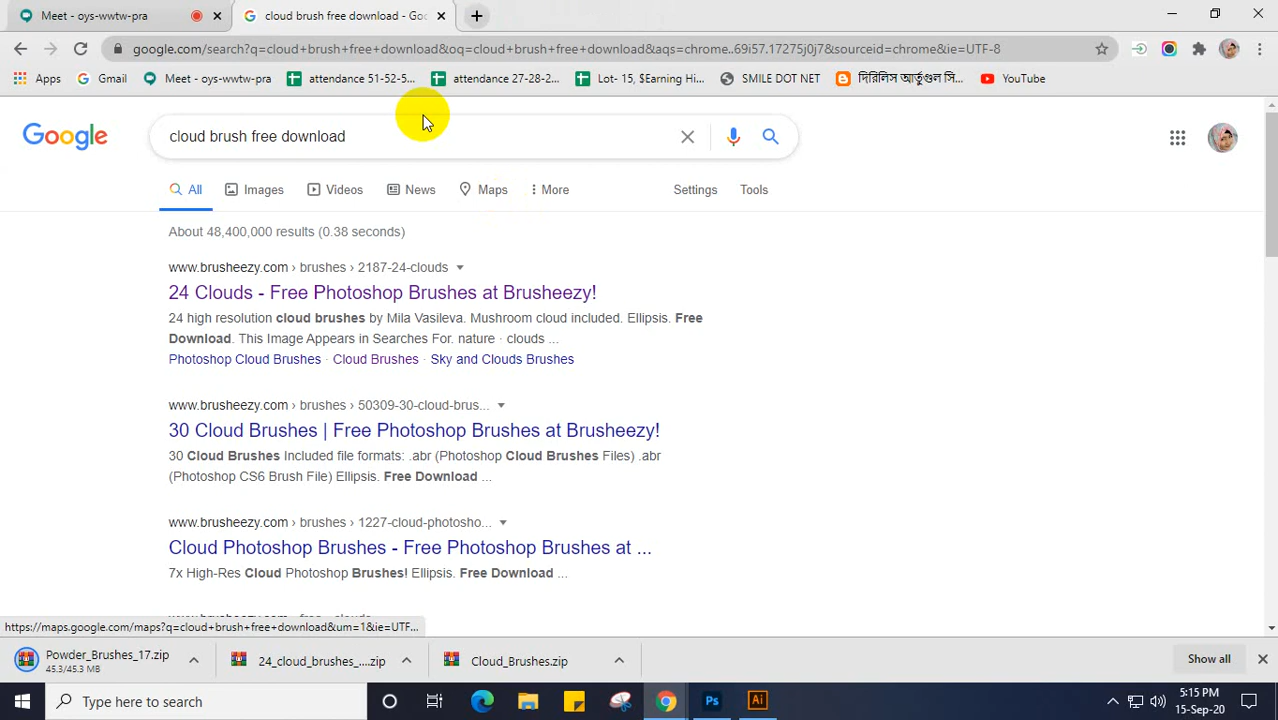 Meet - oys-wwtw-pra
cloud brush free download - Goo
google.com/search?q=cloud+brush+free+download&oq=cloud+brush+free+download&aqs=chrome..69i57.17275j0j7&sourceid=chrome&ie=UTF-8
Apps
Gmail
Meet - oys-wwtw-pra
attendance 51-52-5...
attendance 27-28-2...
Lot- 15, $Earning Hi...
SMILE DOT NET
দিরিলিস আর্তুগুল সি...
YouTube
Google
cloud brush free download
All
Images
Videos
News
Maps
More
Settings
Tools
About 48,400,000 results (0.38 seconds)
www.brusheezy.com › brushes › 2187-24-clouds
24 Clouds - Free Photoshop Brushes at Brusheezy!
24 high resolution cloud brushes by Mila Vasileva. Mushroom cloud included. Ellipsis. Free
Download. This Image Appears in Searches For. nature · clouds ...
Photoshop Cloud Brushes · Cloud Brushes · Sky and Clouds Brushes
www.brusheezy.com › brushes › 50309-30-cloud-brus...
30 Cloud Brushes | Free Photoshop Brushes at Brusheezy!
30 Cloud Brushes Included file formats: .abr (Photoshop Cloud Brushes Files) .abr
(Photoshop CS6 Brush File) Ellipsis. Free Download ...
www.brusheezy.com › brushes › 1227-cloud-photosho...
Cloud Photoshop Brushes - Free Photoshop Brushes at ...
7x High-Res Cloud Photoshop Brushes! Ellipsis. Free Download ...
https://maps.google.com/maps?q=cloud+brush+free+download&um=1&ie=UTF...
Powder_Brushes_17.zip
45.3/45.3 MB
24_cloud_brushes_....zip
Cloud_Brushes.zip
Show all
Type here to search
Ps
Ai
5:15 PM
15-Sep-20